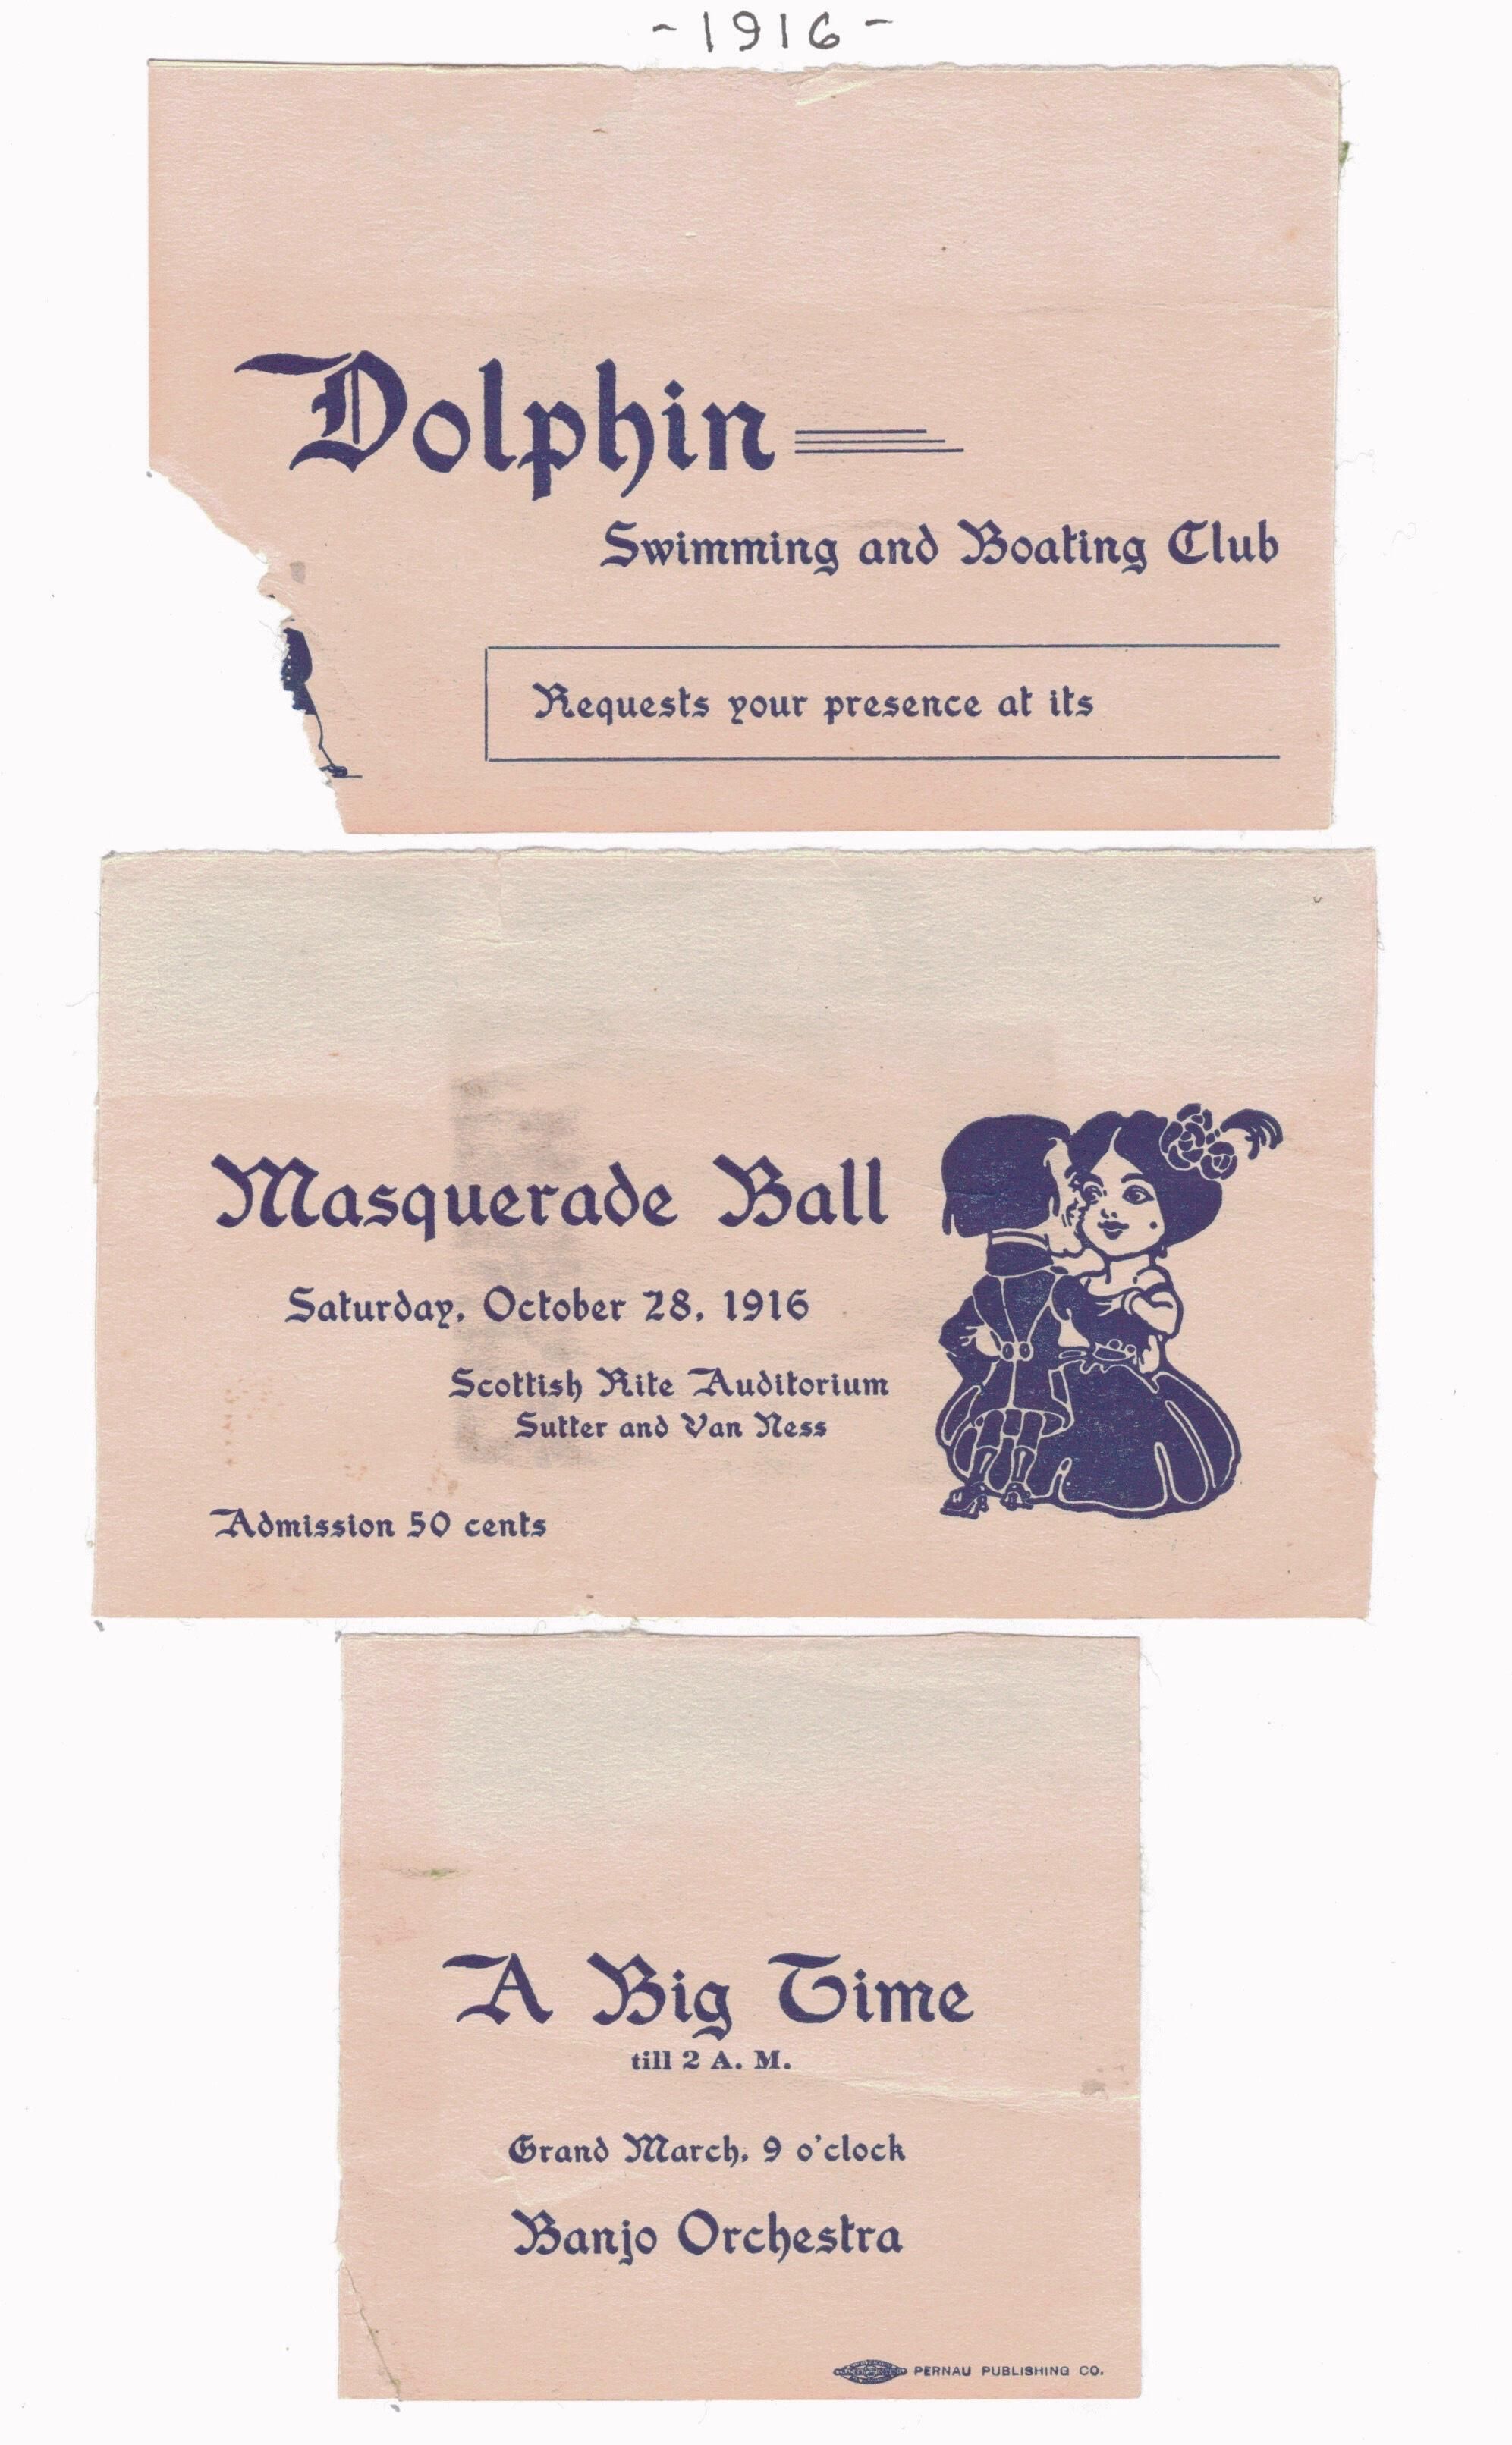 - 1916 -
Dolphin
Swimming and Boating Club
Requests your presence at its
Masquerade Ball
Saturday, October 28, 1916
Scottish Rite Auditorium
Sutter and Van Ness
Admission 50 cents
A Big Time
till 2 A. M.
Grand March, 9 o'clock
Banjo Orchestra
PERNAU PUBLISHING CO.